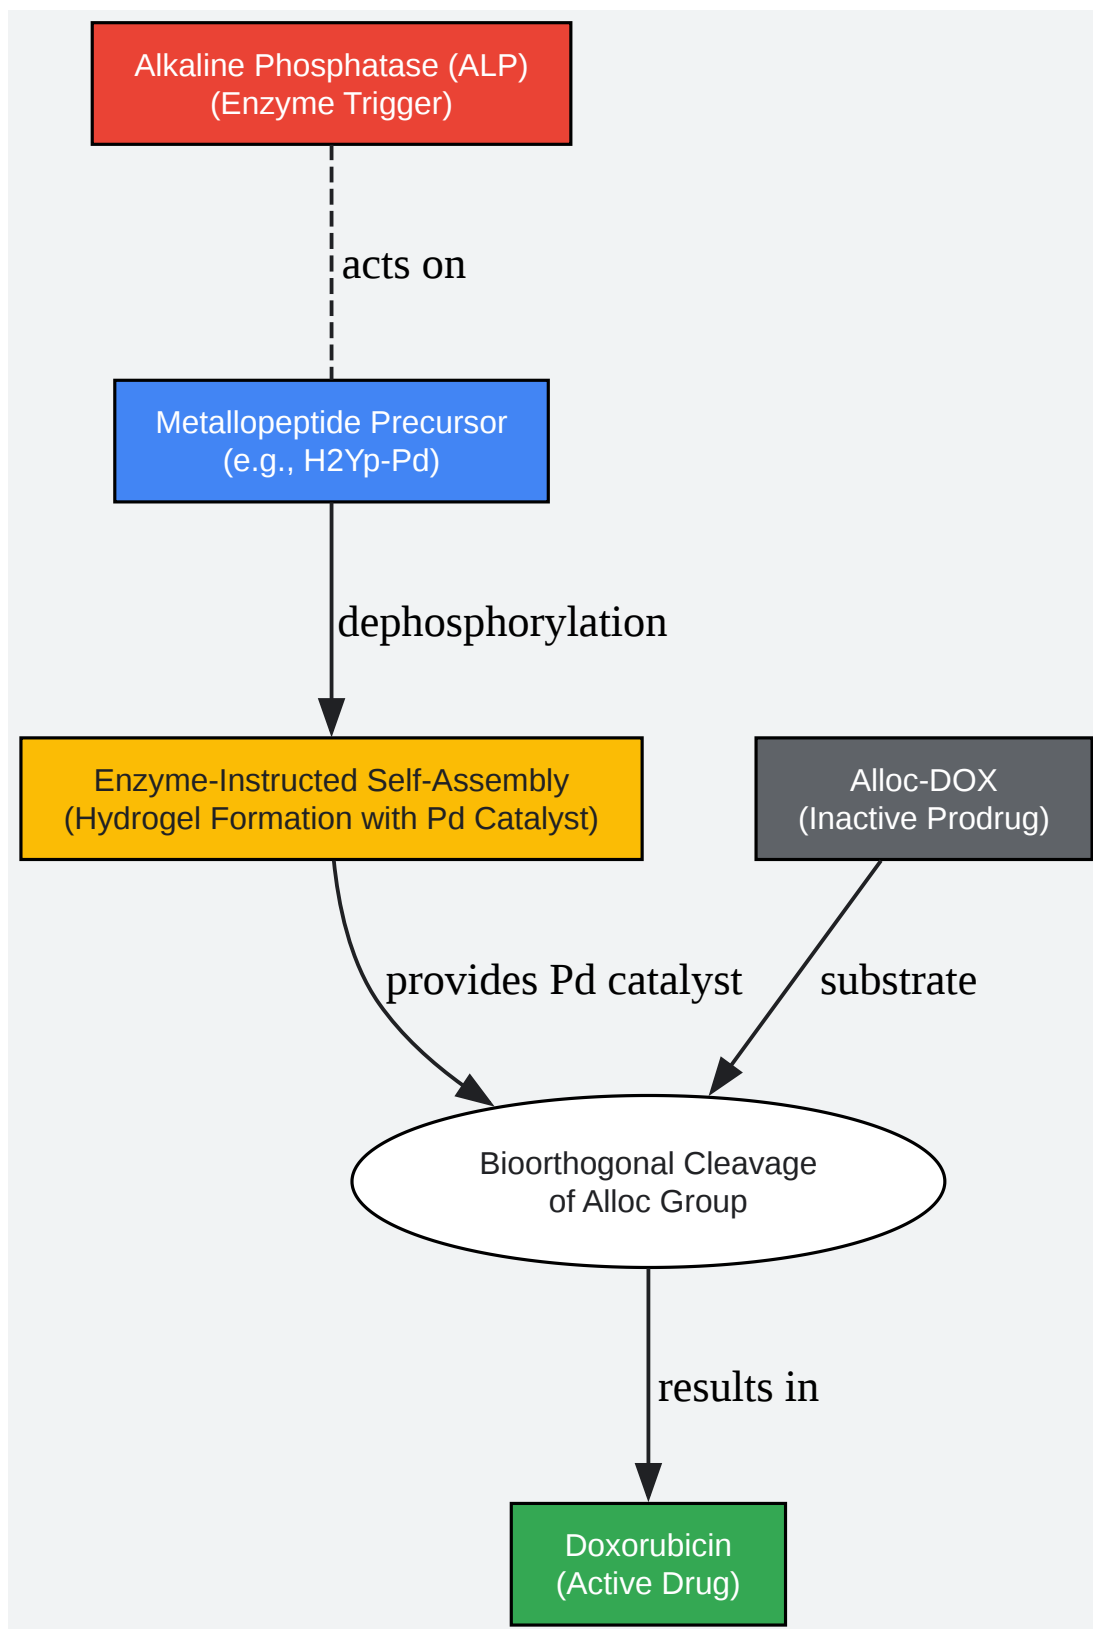 Alkaline Phosphatase (ALP)
(Enzyme Trigger)
acts on
Metallopeptide Precursor
(e.g., H2Yp-Pd)
dephosphorylation
Enzyme-Instructed Self-Assembly
(Hydrogel Formation with Pd Catalyst)
Alloc-DOX
(Inactive Prodrug)
provides Pd catalyst
substrate
Bioorthogonal Cleavage
of Alloc Group
results in
Doxorubicin
(Active Drug)